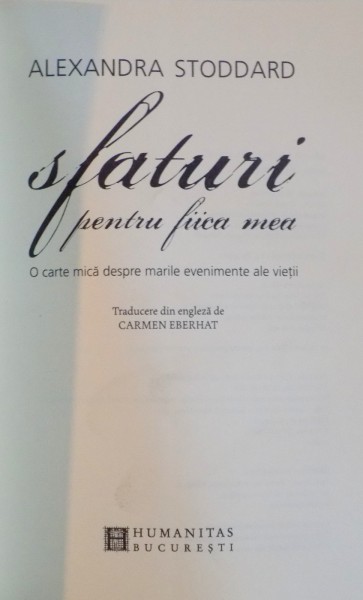 ALEXANDRA STODDARD
sfaturi
pentru fiica mea
O carte mică despre marile evenimente ale vieții
Traducere din engleză de
CARMEN EBERHAT
HUMANITAS
BUCUREȘTI